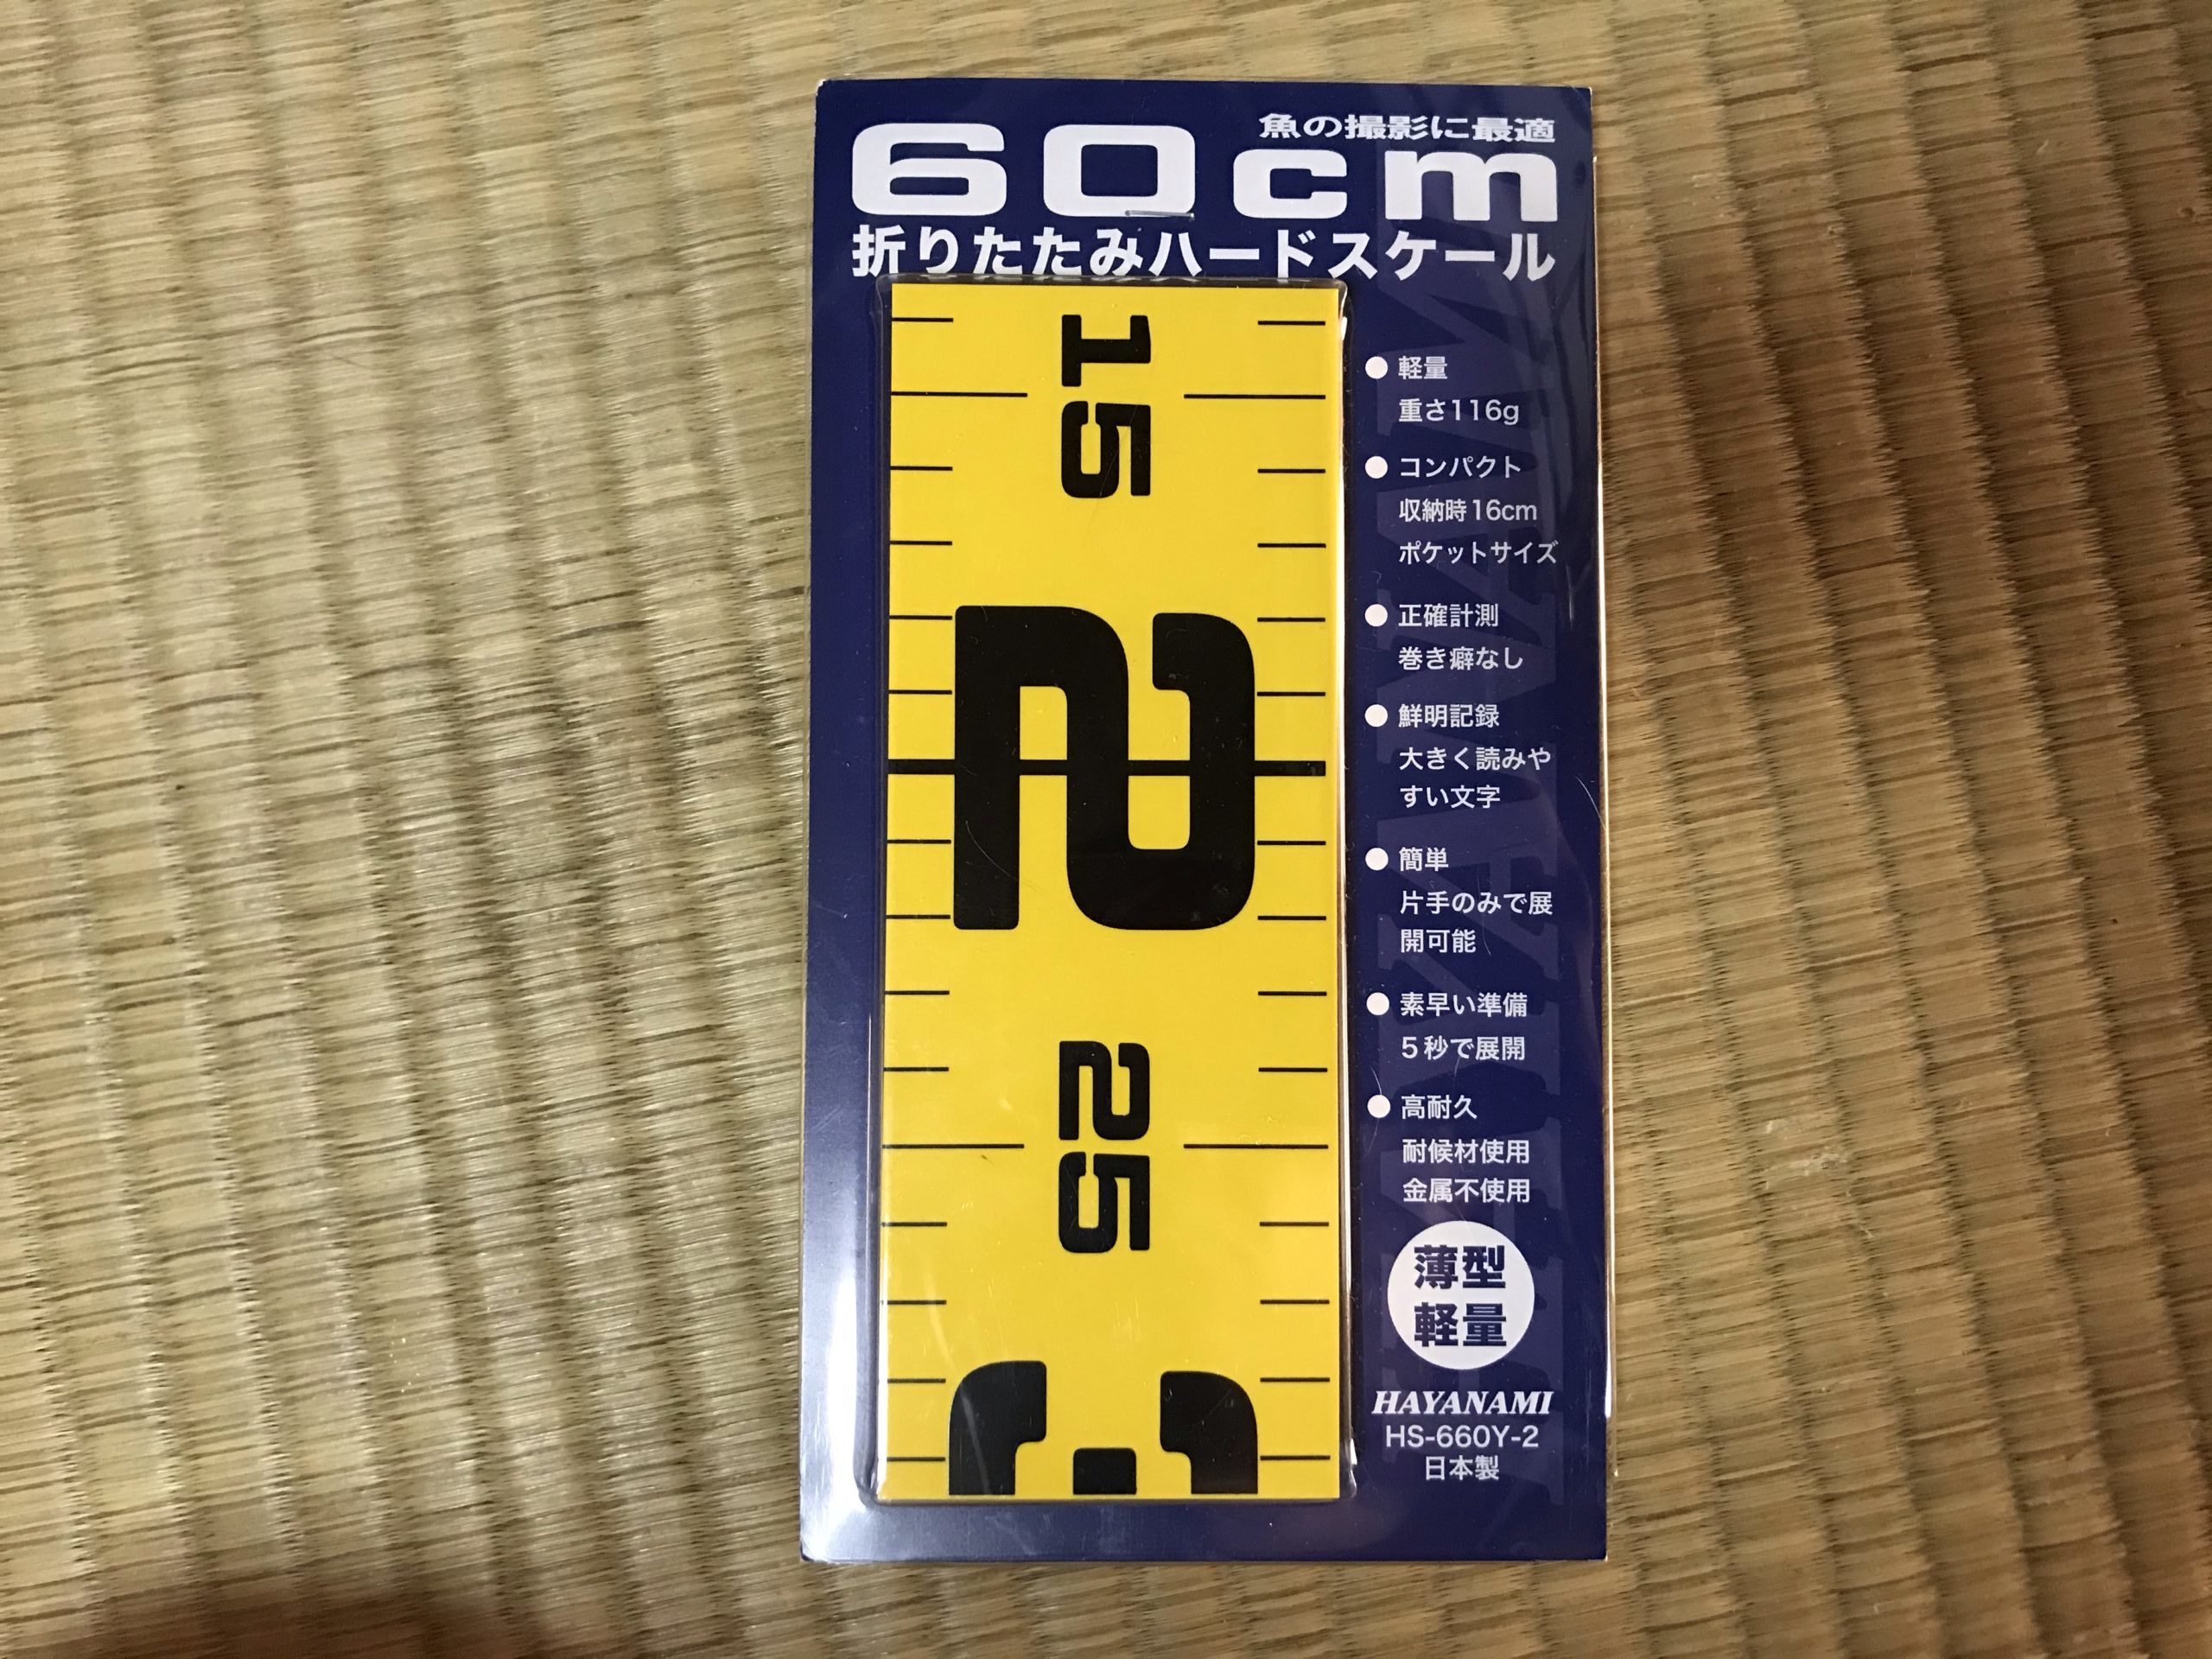 魚の撮影に最適
60cm
折りたたみハードスケール
15
2
25
● 軽量
重さ116g
● コンパクト
収納時16cm
ポケットサイズ
● 正確計測
巻き癖なし
● 鮮明記録
大きく読みや
すい文字
● 簡単
片手のみで展
開可能
● 素早い準備
5秒で展開
● 高耐久
耐候材使用
金属不使用
薄型
軽量
HAYANAMI
HS-660Y-2
日本製